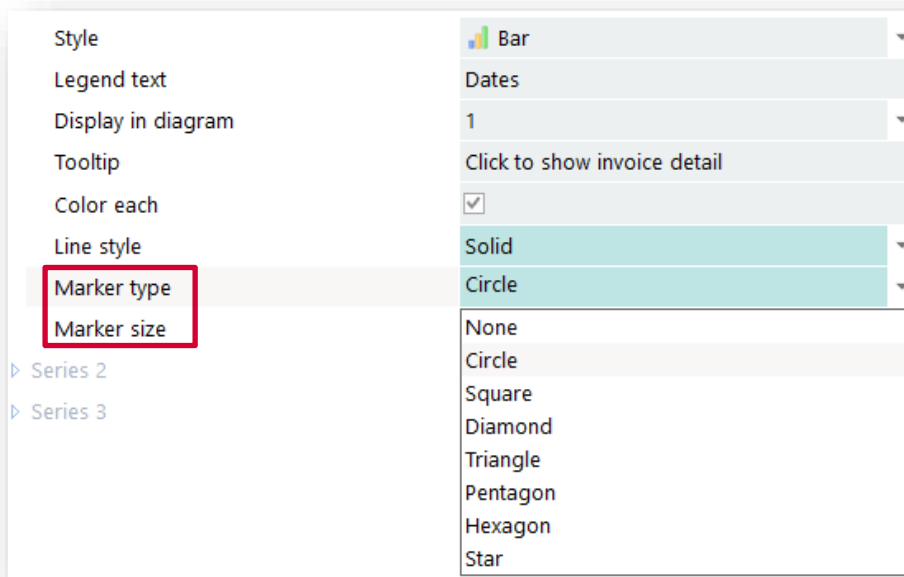 Style Bar
Legend text Dates
Display in diagram 1
Tooltip Click to show invoice detail
Color each
Line style Solid
Marker type Circle
Marker size
None
Circle
Square
Diamond
Triangle
Pentagon
Hexagon
Star
Series 2
Series 3